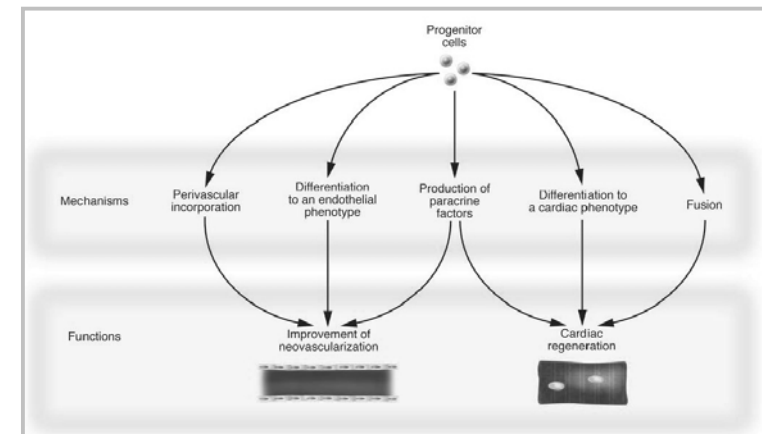 Progenitor
cells
Mechanisms
Perivascular
incorporation
Differentiation
to an endothelial
phenotype
Production of
paracrine
factors
Differentiation to
a cardiac phenotype
Fusion
Functions
Improvement of
neovascularization
Cardiac
regeneration